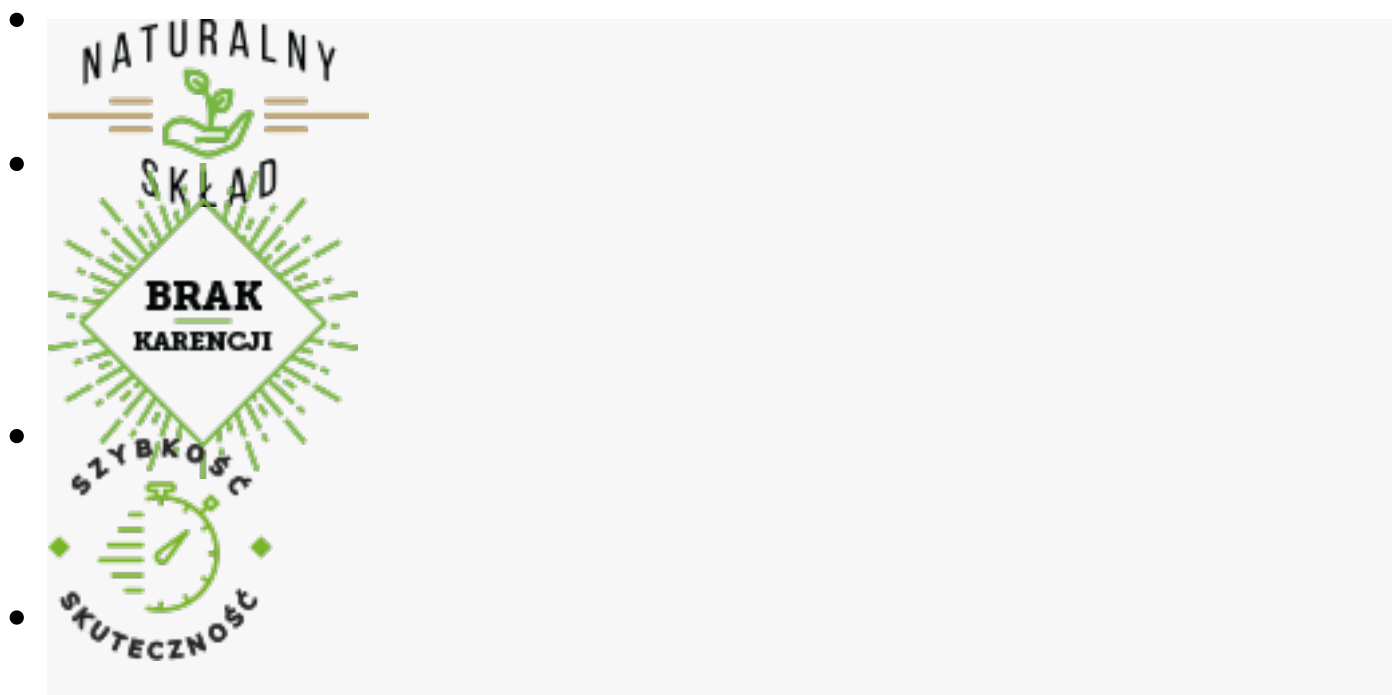 NATURALNY
SKŁAD
BRAK
KARENCJI
SZYBKOŚĆ
SKUTECZNOŚĆ